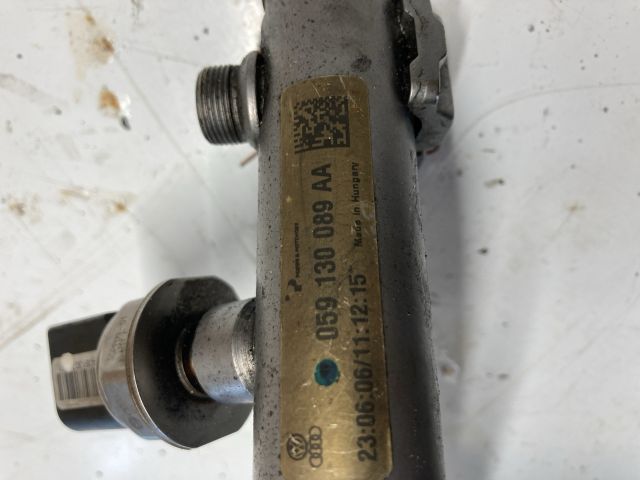 059 130 089 AA
Made in Hungary
23:06:06/11.12.15